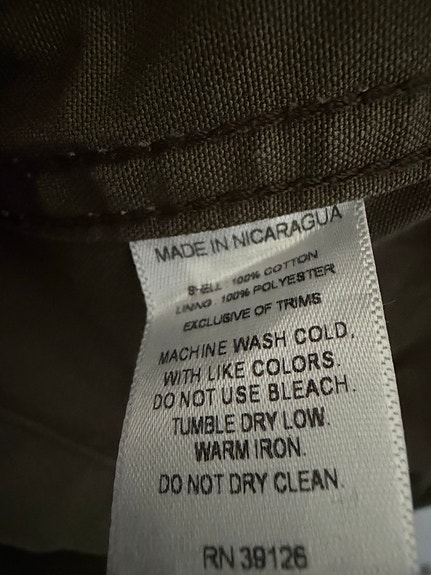 MADE IN NICARAGUA
SHELL: 100% COTTON
LINING: 100% POLYESTER
EXCLUSIVE OF TRIMS
MACHINE WASH COLD,
WITH LIKE COLORS.
DO NOT USE BLEACH.
TUMBLE DRY LOW.
WARM IRON.
DO NOT DRY CLEAN.
RN 39126